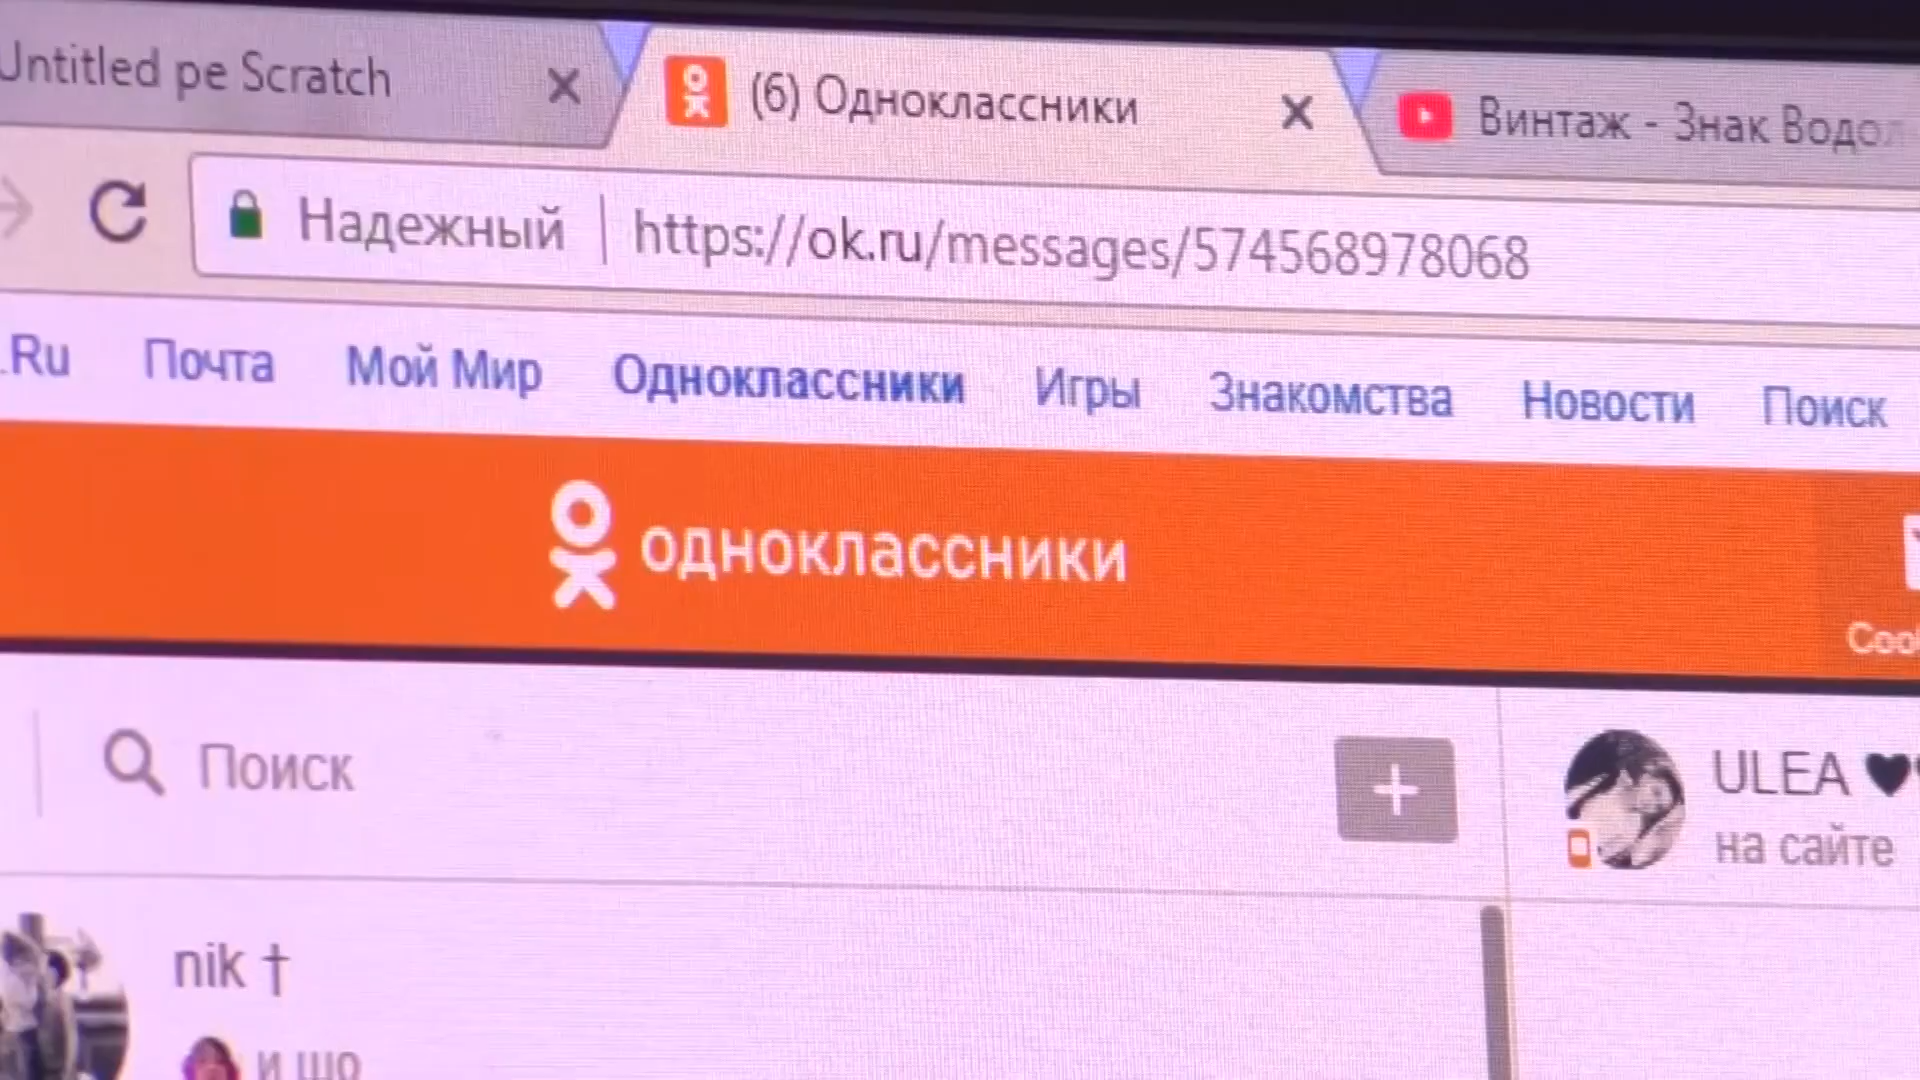 Untitled pe Scratch
(6) Одноклассники
Винтаж - Знак Водо
Надежный
https://ok.ru/messages/574568978068
.Ru Почта Мой Мир Одноклассники Игры Знакомства Новости Поиск
одноклассники
Соо
Поиск
ULEA ♥
на сайте
nik †
и шо